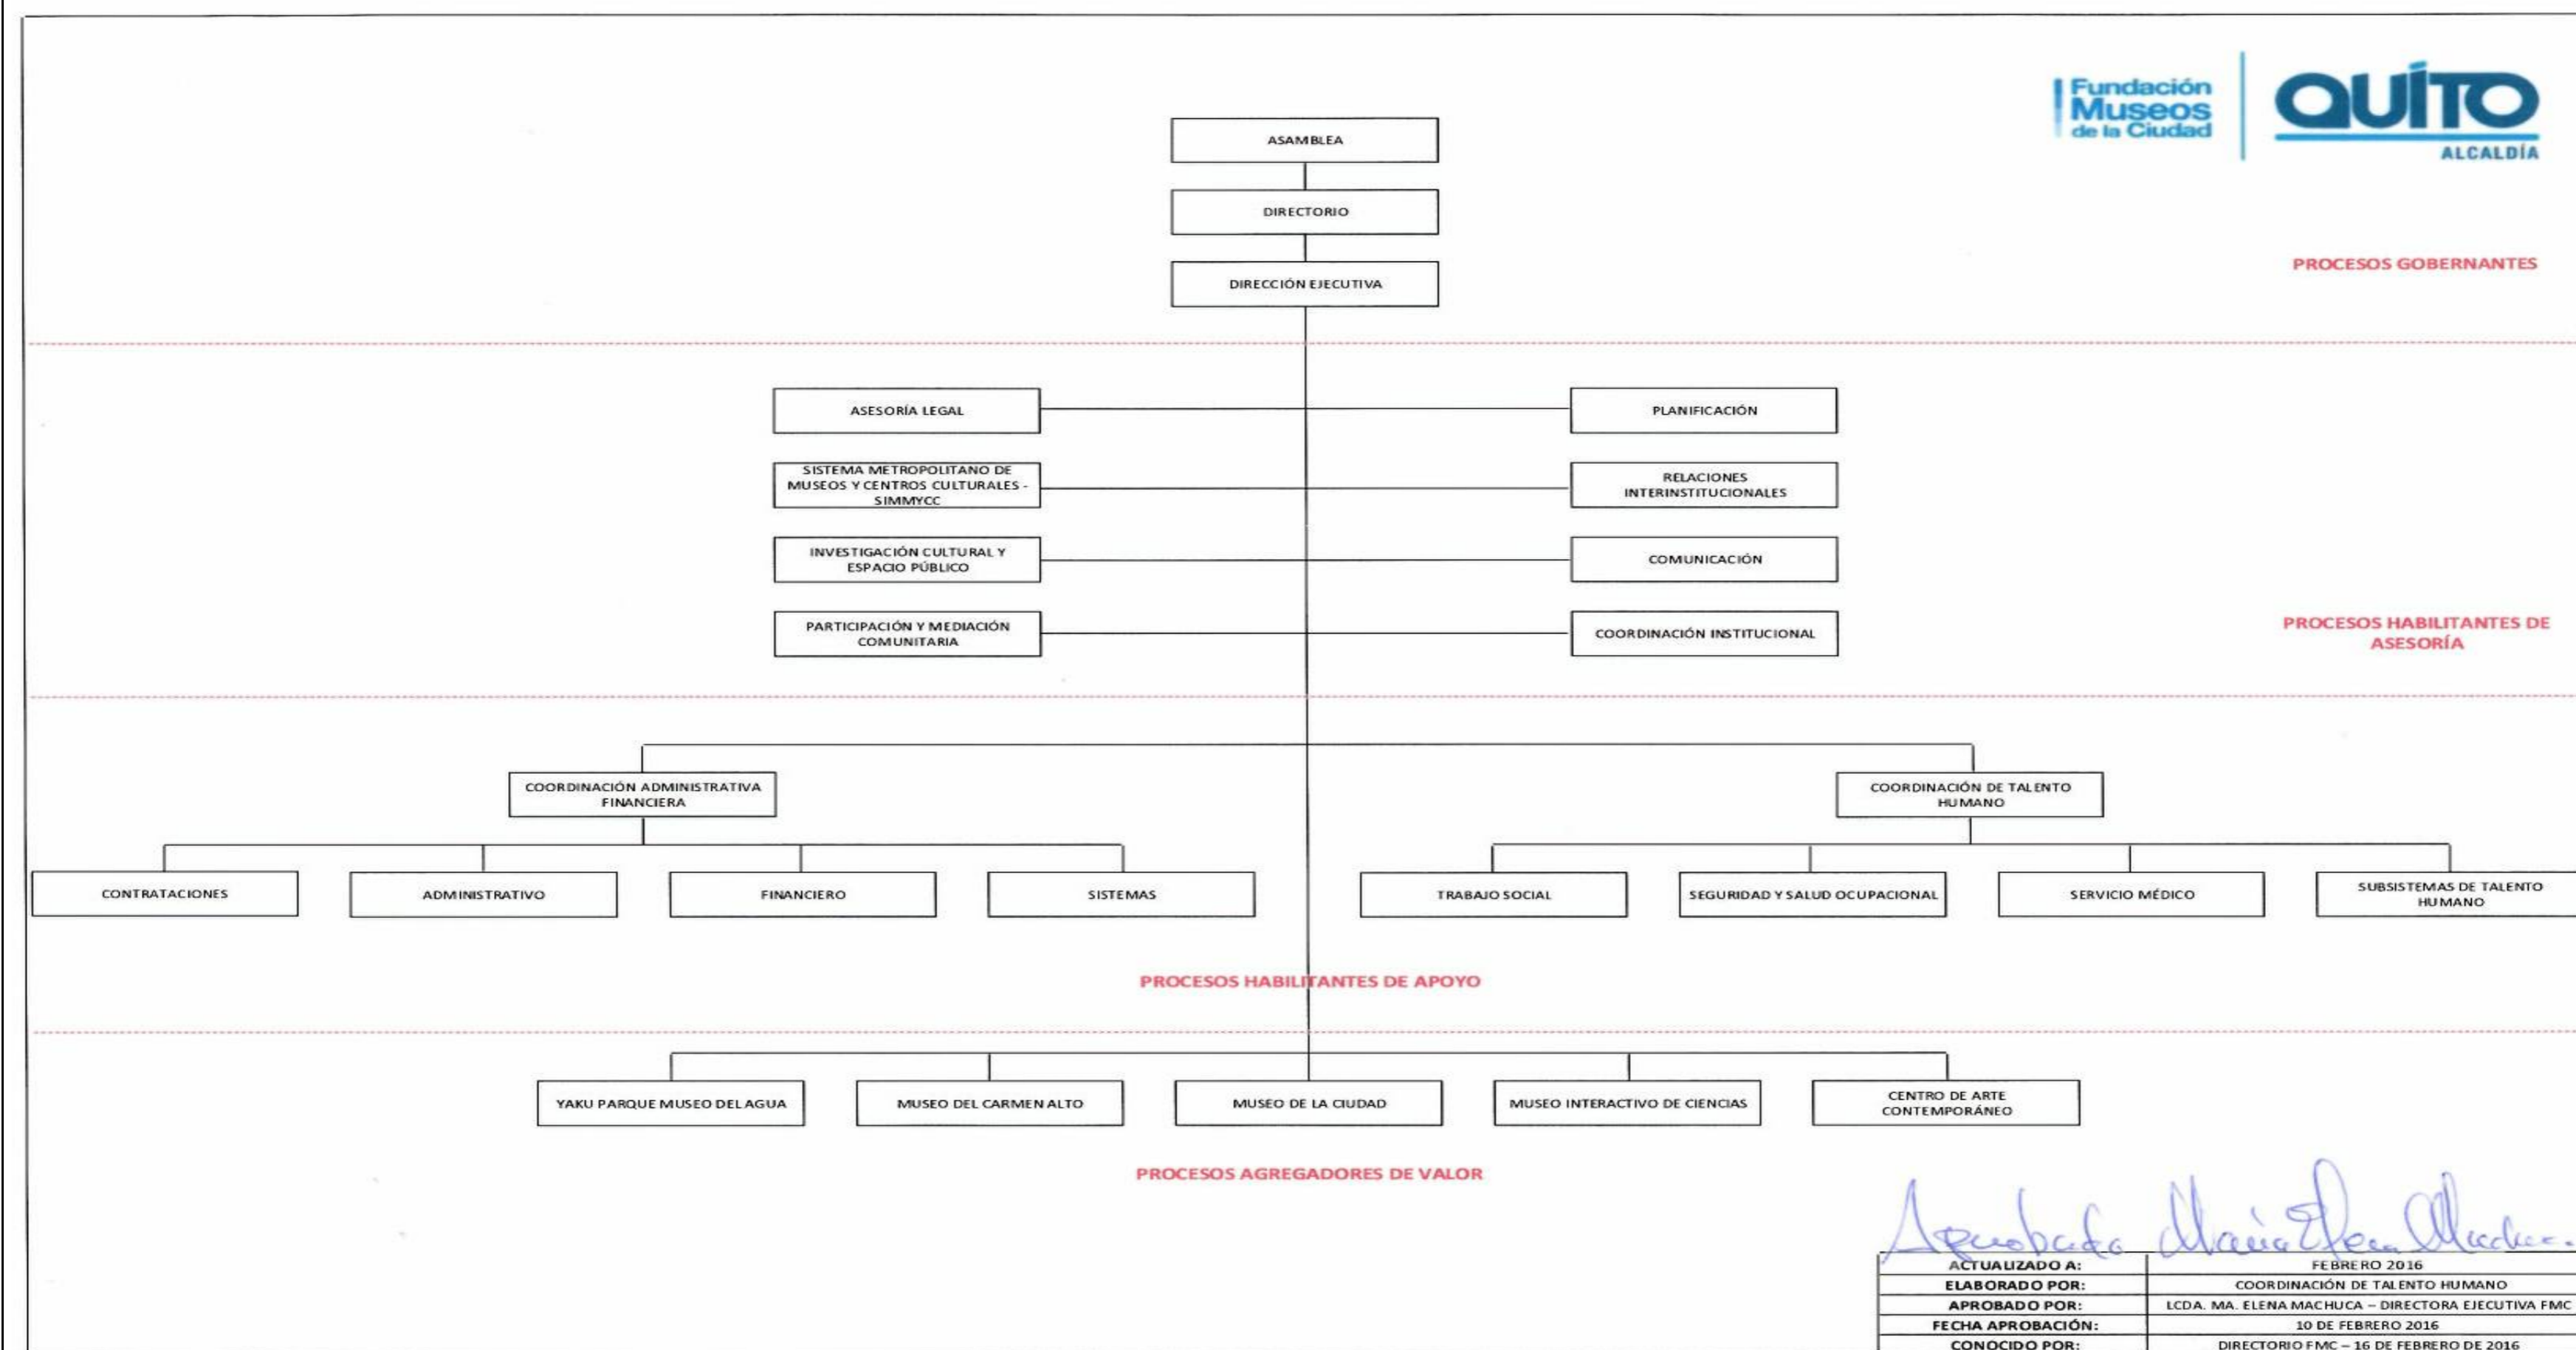 Fundación
Museos
de la Ciudad
QUITO
ALCALDÍA
ASAMBLEA
DIRECTORIO
DIRECCIÓN EJECUTIVA
PROCESOS GOBERNANTES
ASESORÍA LEGAL
PLANIFICACIÓN
SISTEMA METROPOLITANO DE
MUSEOS Y CENTROS CULTURALES -
SIMMYCC
RELACIONES
INTERINSTITUCIONALES
INVESTIGACIÓN CULTURAL Y
ESPACIO PÚBLICO
COMUNICACIÓN
PARTICIPACIÓN Y MEDIACIÓN
COMUNITARIA
COORDINACIÓN INSTITUCIONAL
PROCESOS HABILITANTES DE
ASESORÍA
COORDINACIÓN ADMINISTRATIVA
FINANCIERA
COORDINACIÓN DE TALENTO
HUMANO
CONTRATACIONES
ADMINISTRATIVO
FINANCIERO
SISTEMAS
TRABAJO SOCIAL
SEGURIDAD Y SALUD OCUPACIONAL
SERVICIO MÉDICO
SUBSISTEMAS DE TALENTO
HUMANO
PROCESOS HABILITANTES DE APOYO
YAKU PARQUE MUSEO DEL AGUA
MUSEO DEL CARMEN ALTO
MUSEO DE LA CIUDAD
MUSEO INTERACTIVO DE CIENCIAS
CENTRO DE ARTE
CONTEMPORÁNEO
PROCESOS AGREGADORES DE VALOR
Aprobado María Elena Machuca
ACTUALIZADO A: FEBRERO 2016
ELABORADO POR: COORDINACIÓN DE TALENTO HUMANO
APROBADO POR: LCDA. MA. ELENA MACHUCA – DIRECTORA EJECUTIVA FMC
FECHA APROBACIÓN: 10 DE FEBRERO 2016
CONOCIDO POR: DIRECTORIO FMC – 16 DE FEBRERO DE 2016